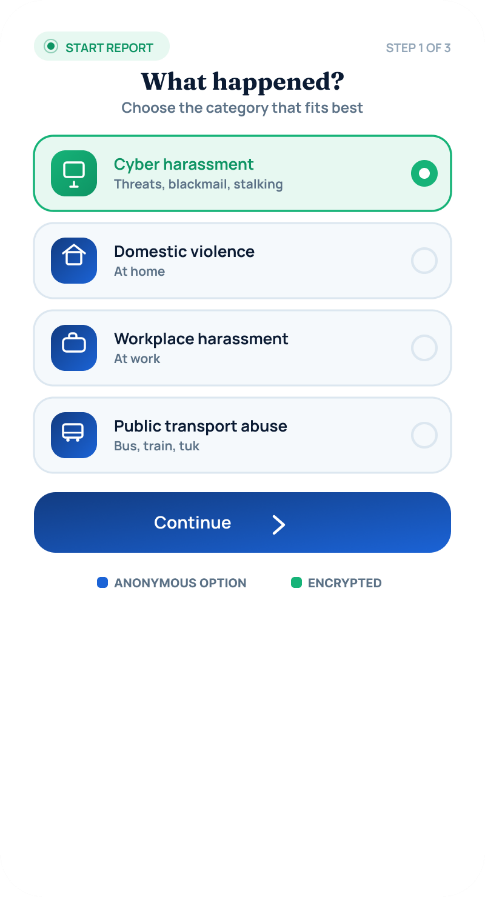 START REPORT
STEP 1 OF 3
What happened?
Choose the category that fits best
Cyber harassment
Threats, blackmail, stalking
Domestic violence
At home
Workplace harassment
At work
Public transport abuse
Bus, train, tuk
Continue
ANONYMOUS OPTION
ENCRYPTED